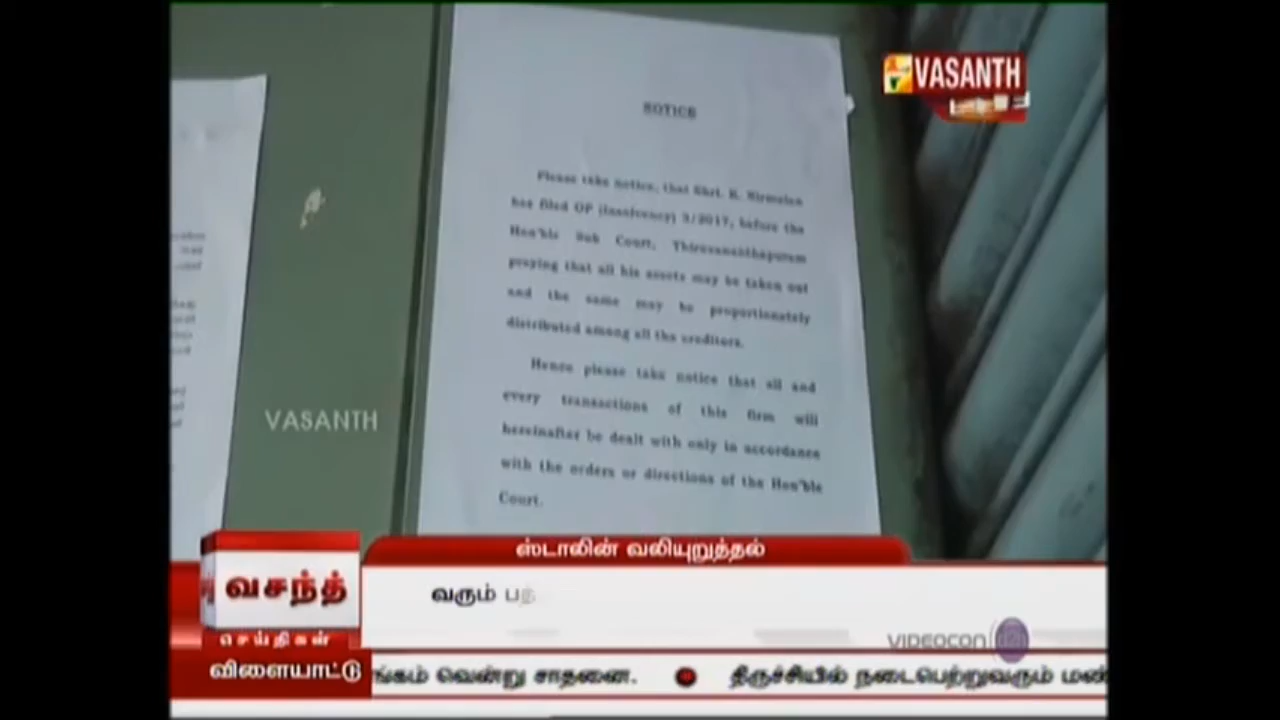 VASANTH
NOTICE
Please take notice, that Shri. K. Nirmalan
has filed OP (Insolvency) 3/2017, before the
Hon'ble Sub Court, Thiruvananthapuram
praying that all his assets may be taken out
and the same may be proportionately
distributed among all the creditors.
Hence please take notice that all and
every transactions of this firm will
hereinafter be dealt with only in accordance
with the orders or directions of the Hon'ble
Court.
VASANTH
ஸ்டாலின் வலியுறுத்தல்
வசந்த்
வரும் பத
செய்திகள்
VIDEOCON
விளையாட்டு
ங்கம் வென்று சாதனை. திருச்சியில் நடைபெற்றுவரும் மண்